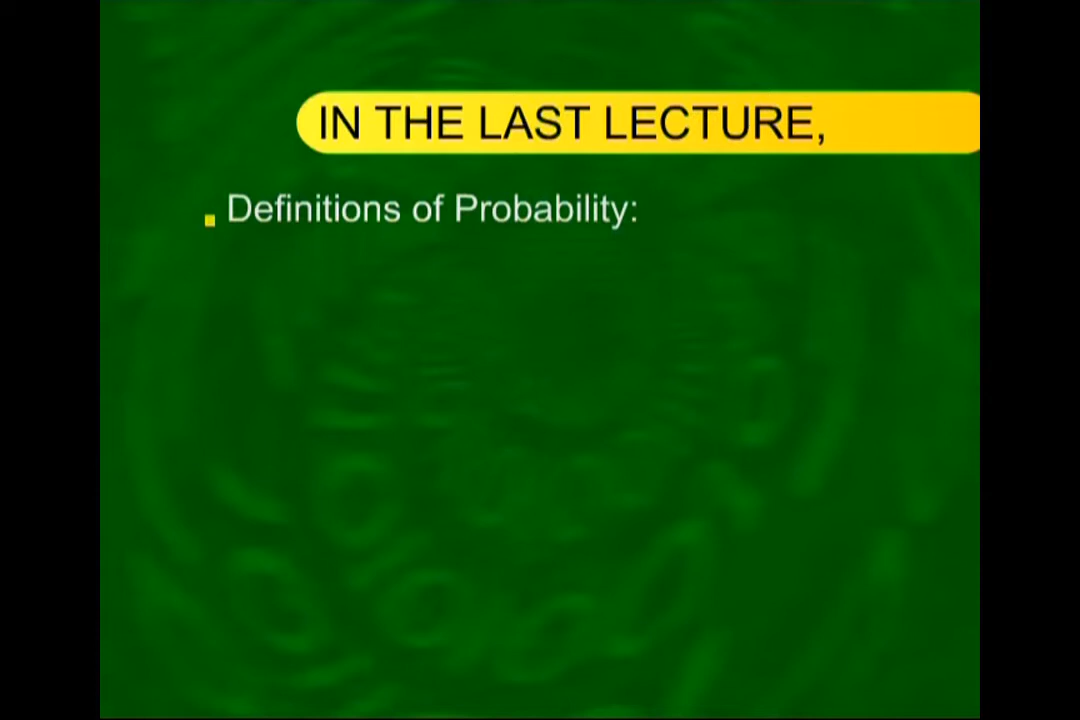 IN THE LAST LECTURE,
Definitions of Probability: